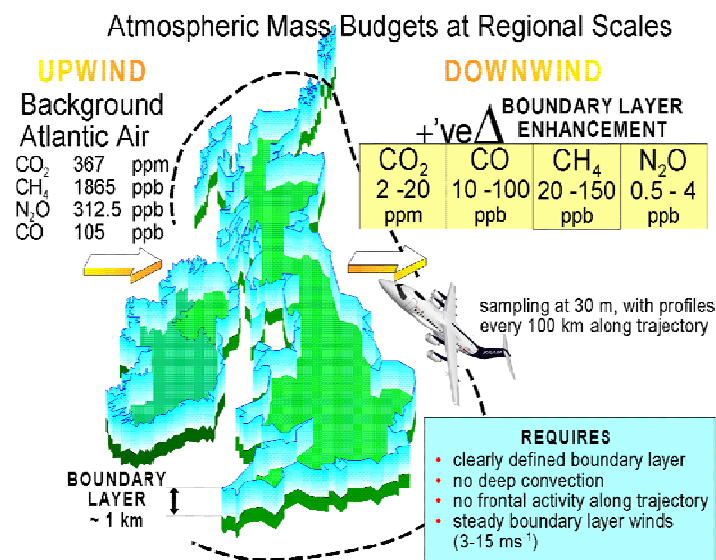 Atmospheric Mass Budgets at Regional Scales
UPWIND
Background
Atlantic Air
CO₂ 367 ppm
CH₄ 1865 ppb
N₂O 312.5 ppb
CO 105 ppb
DOWNWIND
+'ve Δ BOUNDARY LAYER
ENHANCEMENT
CO₂ CO CH₄ N₂O
2 -20 10 -100 20 -150 0.5 - 4
ppm ppb ppb ppb
sampling at 30 m, with profiles
every 100 km along trajectory
BOUNDARY
LAYER
~ 1 km
REQUIRES
• clearly defined boundary layer
• no deep convection
• no frontal activity along trajectory
• steady boundary layer winds
(3-15 ms¹)